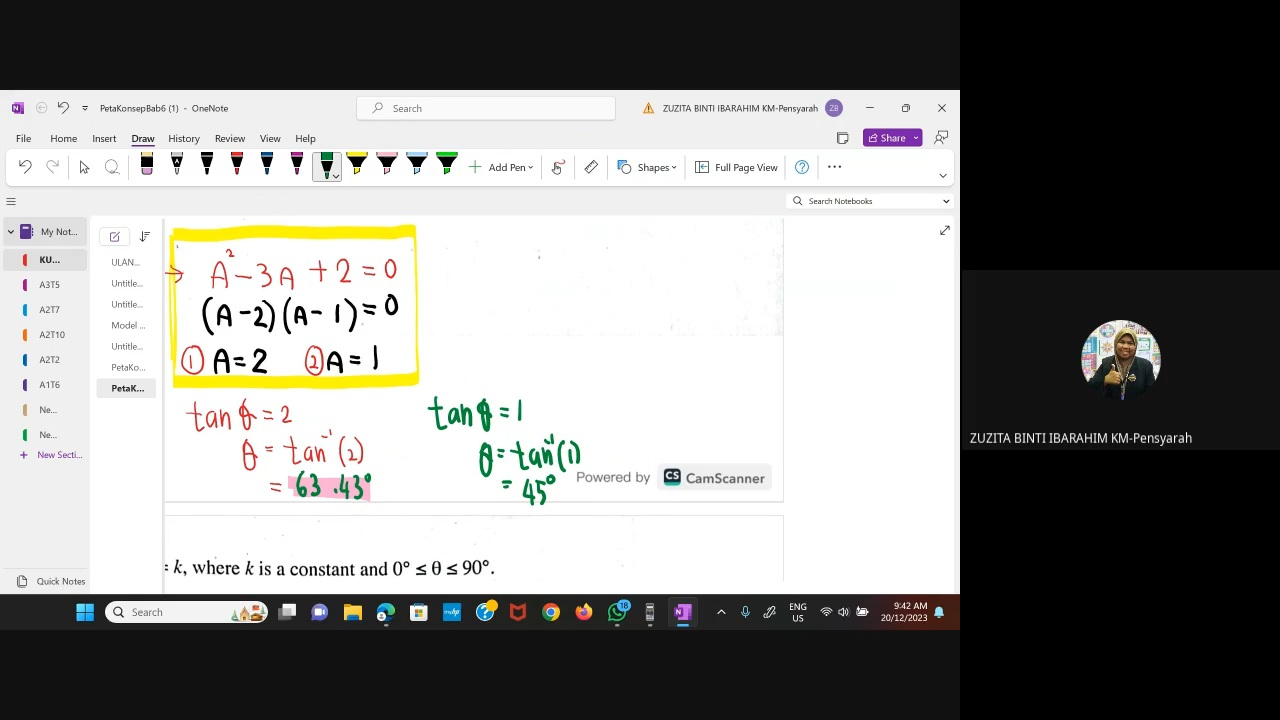 PetaKonsepBab6 (1) - OneNote
Search
ZUZITA BINTI IBARAHIM KM-Pensyarah
ZB
File Home Insert Draw History Review View Help
Share
Add Pen
Shapes
Full Page View
Search Notebooks
My Not...
KU...
A3T5
A2T7
A2T10
A2T2
A1T6
Ne...
Ne...
New Secti...
Quick Notes
ULAN...
Untitle...
Untitle...
Model ...
Untitle...
PetaKo...
PetaK...
→ A² - 3A + 2 = 0
(A - 2)(A - 1) = 0
① A = 2 ② A = 1
tan θ = 2
θ = tan⁻¹ (2)
= 63.43°
tan θ = 1
θ = tan⁻¹(1)
= 45°
Powered by CS CamScanner
= k, where k is a constant and 0° ≤ θ ≤ 90°.
Search
18
ENG
US
9:42 AM
20/12/2023
ZUZITA BINTI IBARAHIM KM-Pensyarah